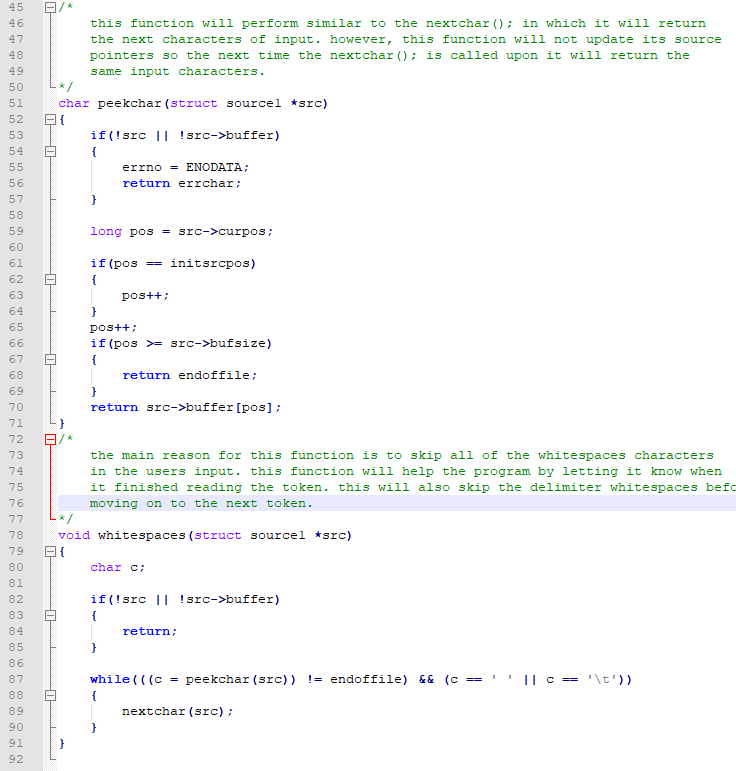 45 /*
46     this function will perform similar to the nextchar(); in which it will return
47     the next characters of input. however, this function will not update its source
48     pointers so the next time the nextchar(); is called upon it will return the
49     same input characters.
50 */
51 char peekchar(struct sourcel *src)
52 {
53     if(!src || !src->buffer)
54     {
55         errno = ENODATA;
56         return errchar;
57     }
58
59     long pos = src->curpos;
60
61     if(pos == initsrcpos)
62     {
63         pos++;
64     }
65     pos++;
66     if(pos >= src->bufsize)
67     {
68         return endoffile;
69     }
70     return src->buffer[pos];
71 }
72 /*
73     the main reason for this function is to skip all of the whitespaces characters
74     in the users input. this function will help the program by letting it know when
75     it finished reading the token. this will also skip the delimiter whitespaces befo
76     moving on to the next token.
77 */
78 void whitespaces(struct sourcel *src)
79 {
80     char c;
81
82     if(!src || !src->buffer)
83     {
84         return;
85     }
86
87     while(((c = peekchar(src)) != endoffile) && (c == ' ' || c == '\t'))
88     {
89         nextchar(src);
90     }
91 }
92